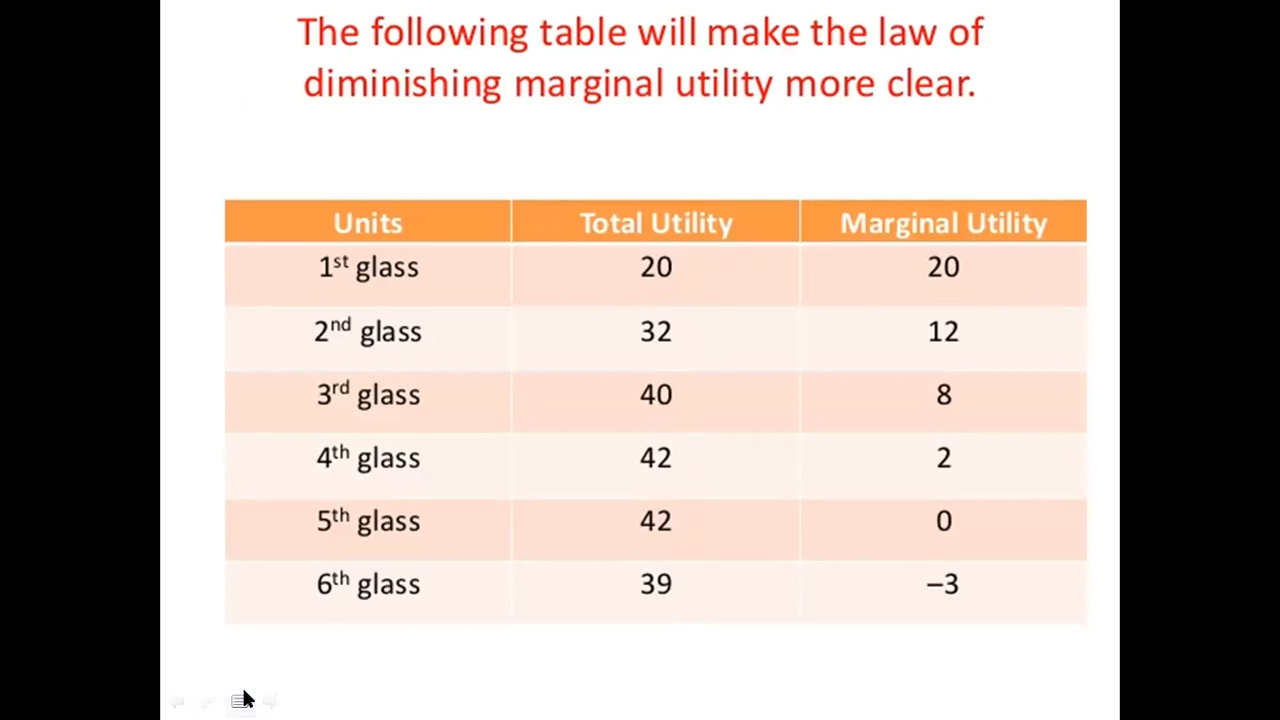 The following table will make the law of
diminishing marginal utility more clear.
Units Total Utility Marginal Utility
1st glass 20 20
2nd glass 32 12
3rd glass 40 8
4th glass 42 2
5th glass 42 0
6th glass 39 –3